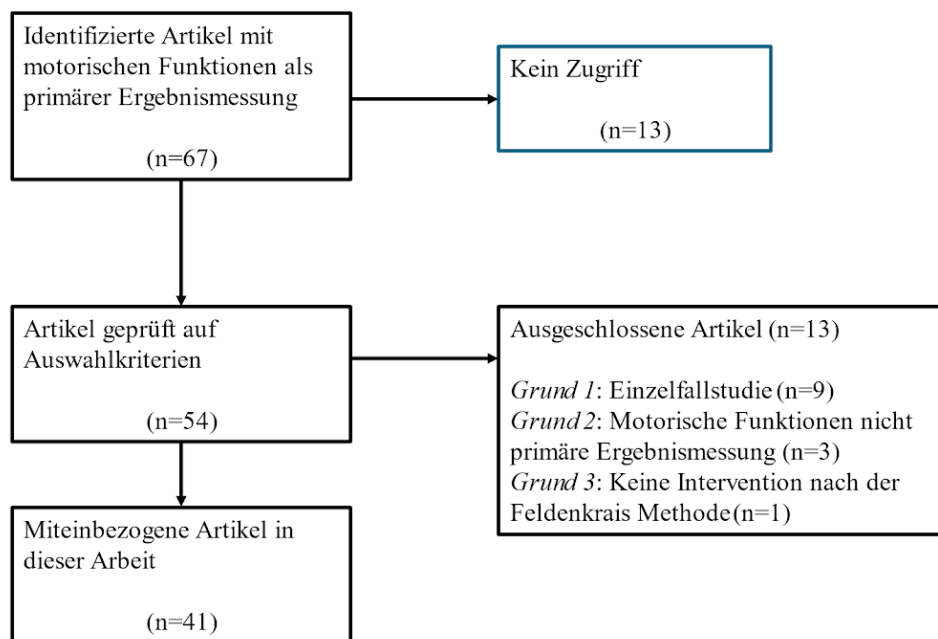 Identifizierte Artikel mit
motorischen Funktionen als
primärer Ergebnismessung
(n=67)
Kein Zugriff
(n=13)
Artikel geprüft auf
Auswahlkriterien
(n=54)
Ausgeschlossene Artikel (n=13)
Grund 1: Einzelfallstudie (n=9)
Grund 2: Motorische Funktionen nicht
primäre Ergebnismessung (n=3)
Grund 3: Keine Intervention nach der
Feldenkrais Methode (n=1)
Miteinbezogene Artikel in
dieser Arbeit
(n=41)